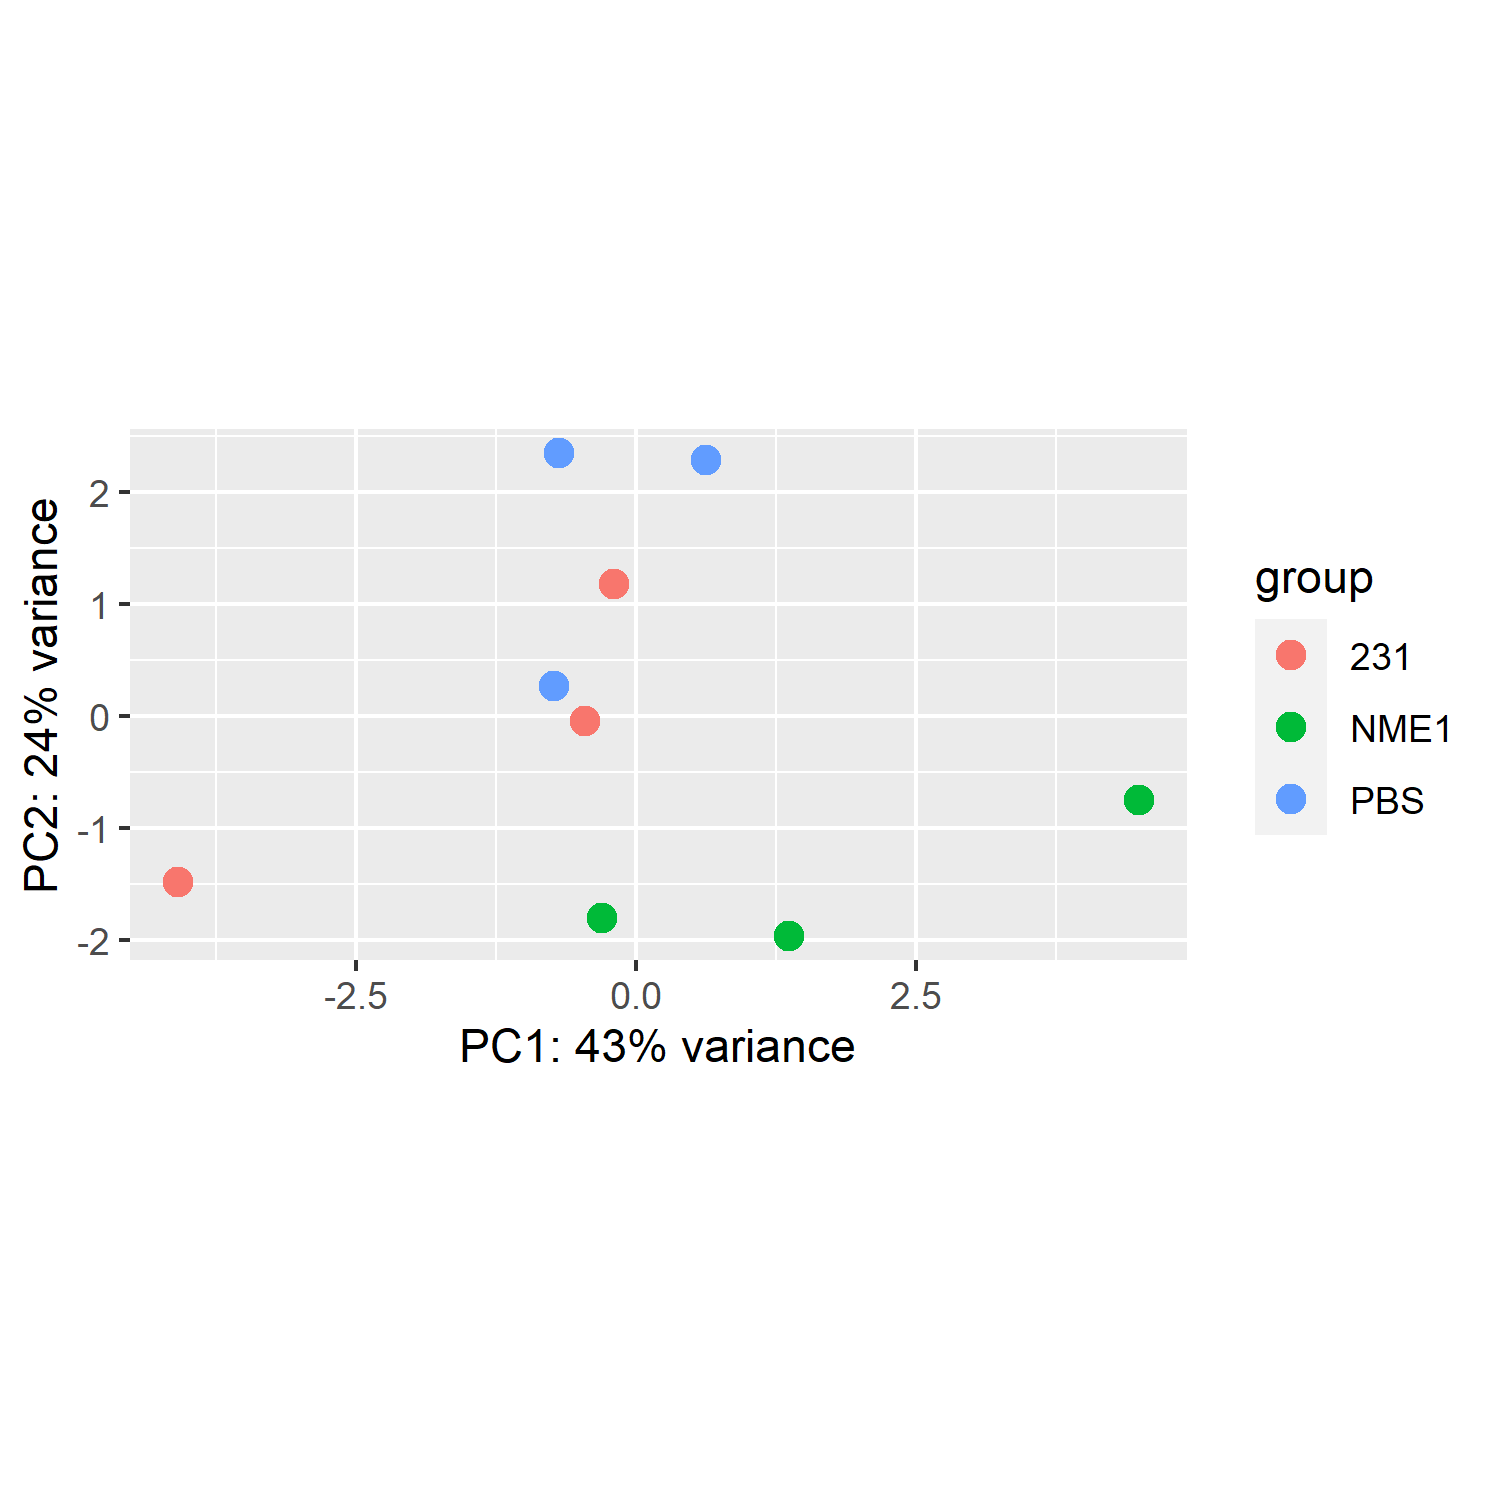 PC2: 24% variance
2
1
0
-1
-2
-2.5
0.0
2.5
PC1: 43% variance
group
231
NME1
PBS